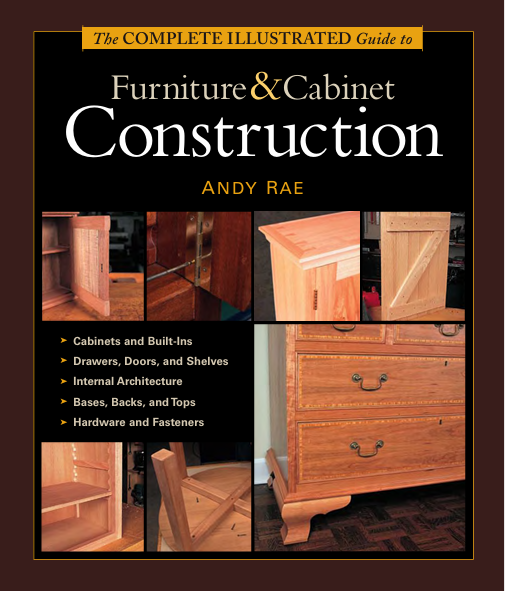 The COMPLETE ILLUSTRATED Guide to
Furniture&Cabinet
Construction
ANDY RAE
➤ Cabinets and Built-Ins
➤ Drawers, Doors, and Shelves
➤ Internal Architecture
➤ Bases, Backs, and Tops
➤ Hardware and Fasteners